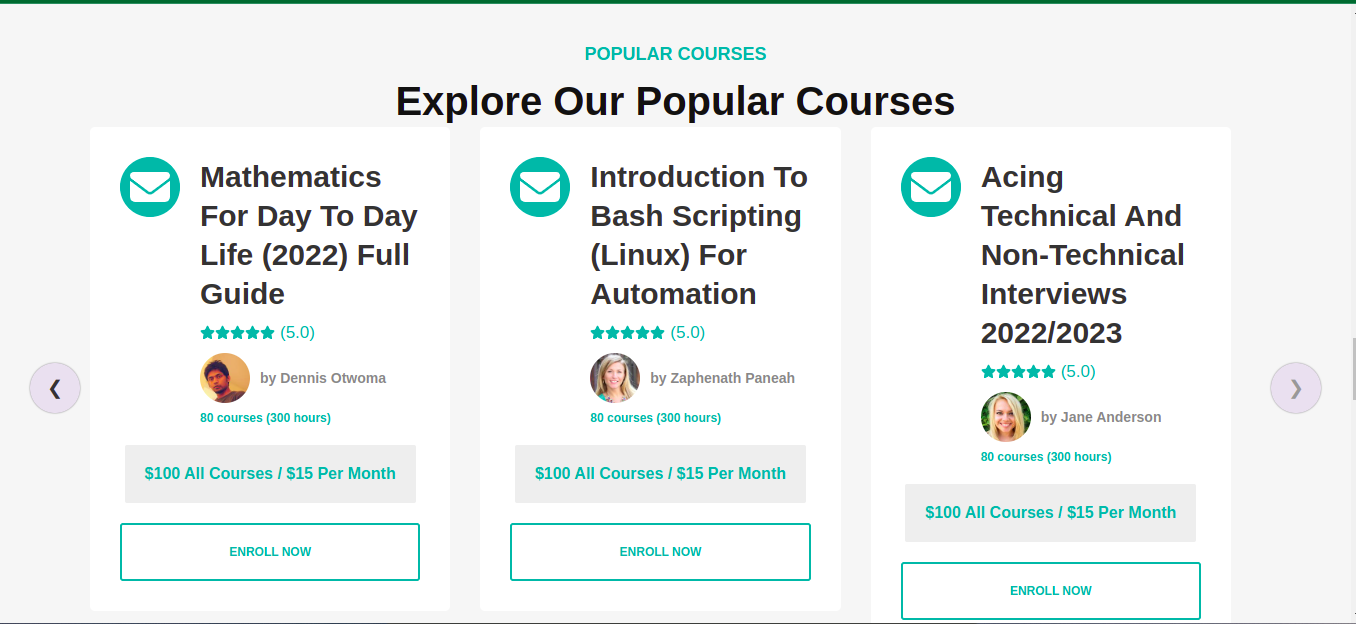 POPULAR COURSES
Explore Our Popular Courses
Mathematics
For Day To Day
Life (2022) Full
Guide
(5.0)
by Dennis Otwoma
80 courses (300 hours)
$100 All Courses / $15 Per Month
ENROLL NOW
Introduction To
Bash Scripting
(Linux) For
Automation
(5.0)
by Zaphenath Paneah
80 courses (300 hours)
$100 All Courses / $15 Per Month
ENROLL NOW
Acing
Technical And
Non-Technical
Interviews
2022/2023
(5.0)
by Jane Anderson
80 courses (300 hours)
$100 All Courses / $15 Per Month
ENROLL NOW